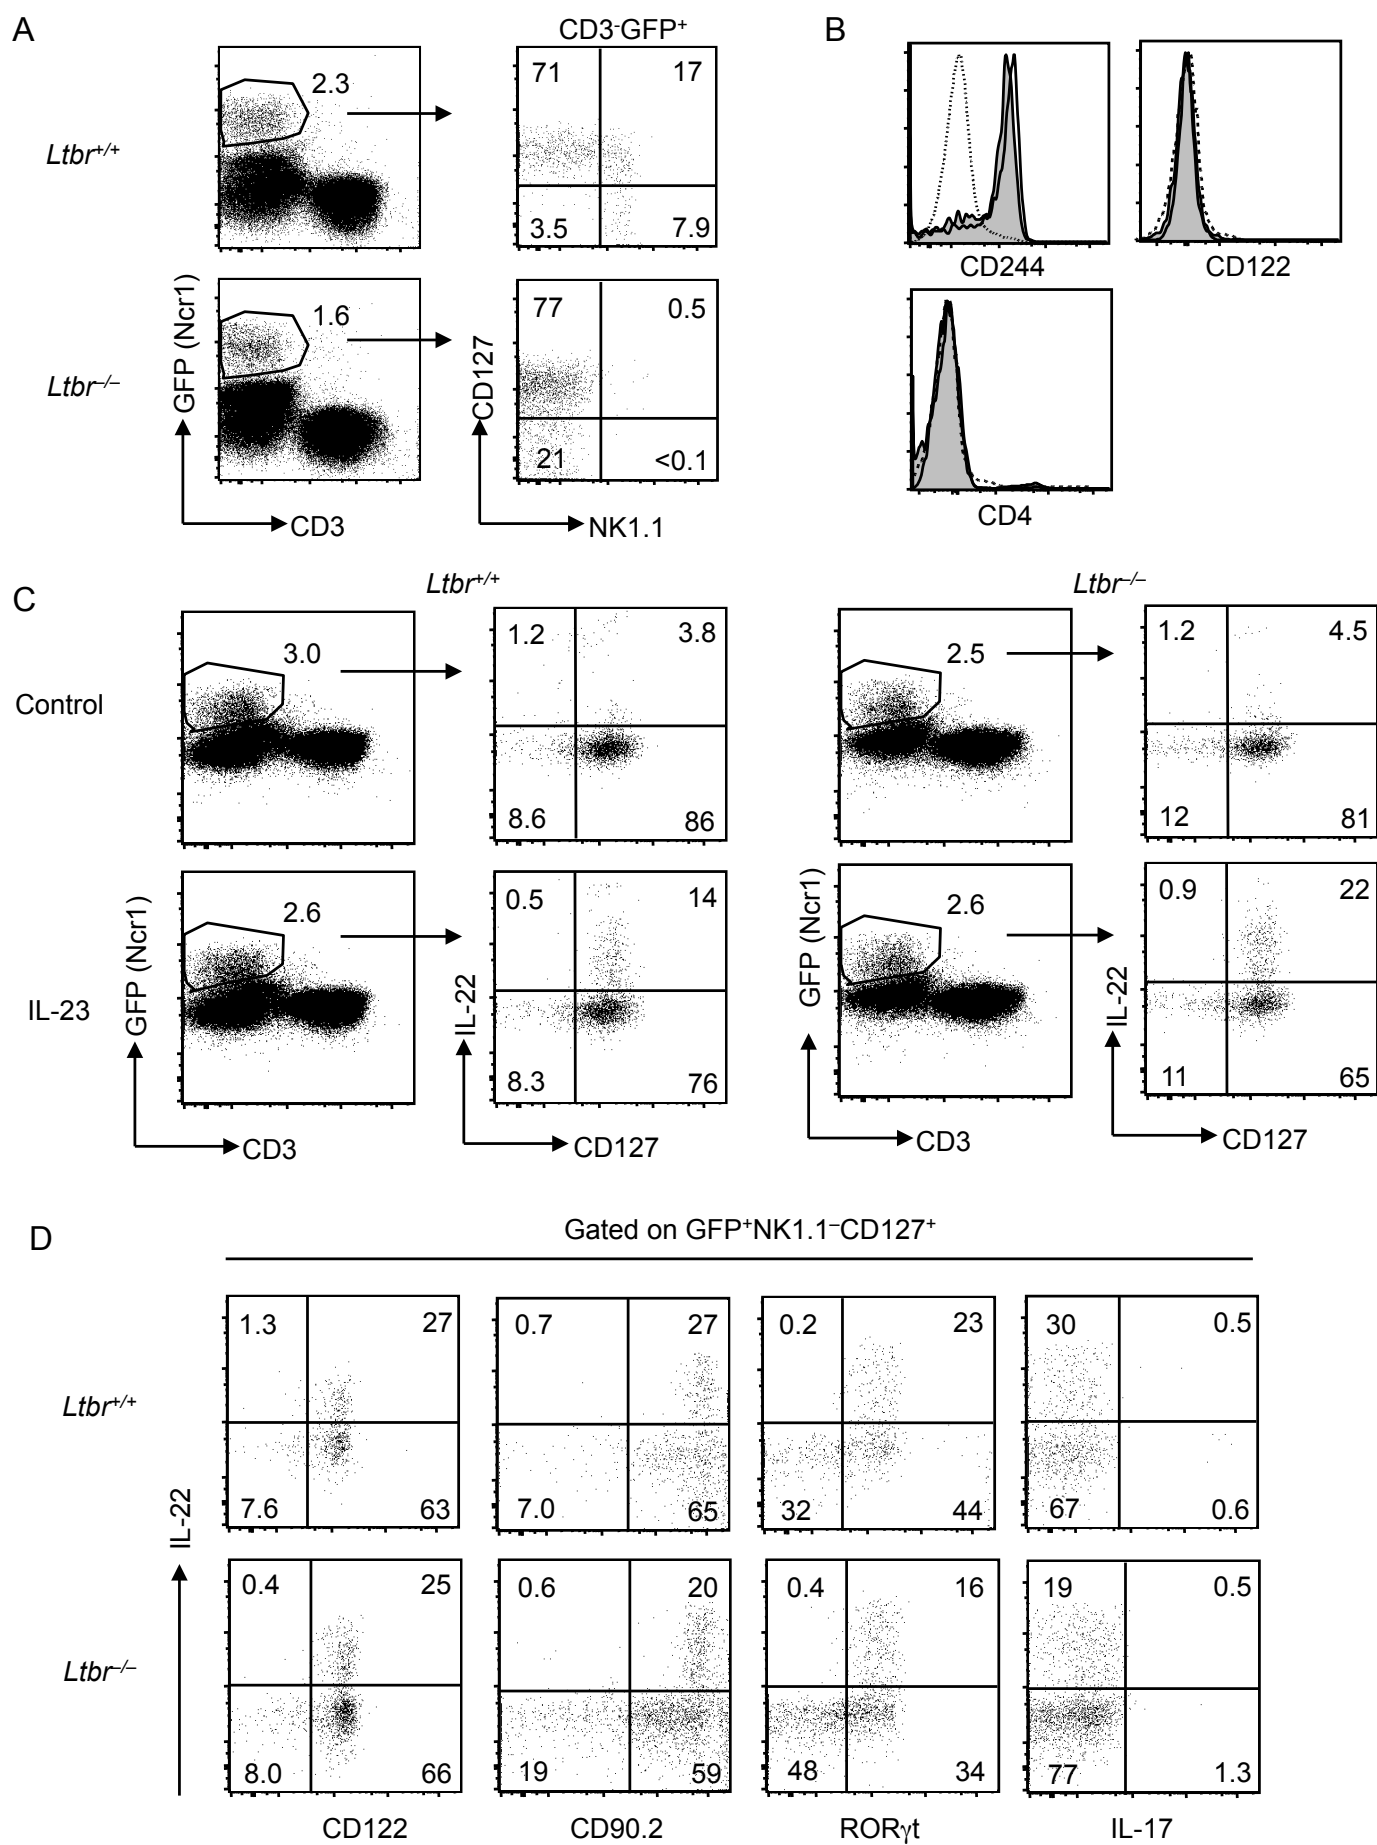 A
CD3-GFP+
B
2.3
71
17
Ltbr+/+
3.5
7.9
CD244
CD122
GFP (Ncr1)
1.6
CD127
77
0.5
Ltbr–/–
21
<0.1
CD3
NK1.1
CD4
C
Ltbr+/+
Ltbr–/–
Control
3.0
1.2
3.8
2.5
1.2
4.5
8.6
86
12
81
IL-23
GFP (Ncr1)
2.6
IL-22
0.5
14
GFP (Ncr1)
2.6
IL-22
0.9
22
8.3
76
11
65
CD3
CD127
CD3
CD127
D
Gated on GFP+NK1.1–CD127+
Ltbr+/+
1.3
27
0.7
27
0.2
23
30
0.5
7.6
63
7.0
65
32
44
67
0.6
IL-22
Ltbr–/–
0.4
25
0.6
20
0.4
16
19
0.5
8.0
66
19
59
48
34
77
1.3
CD122
CD90.2
RORγt
IL-17